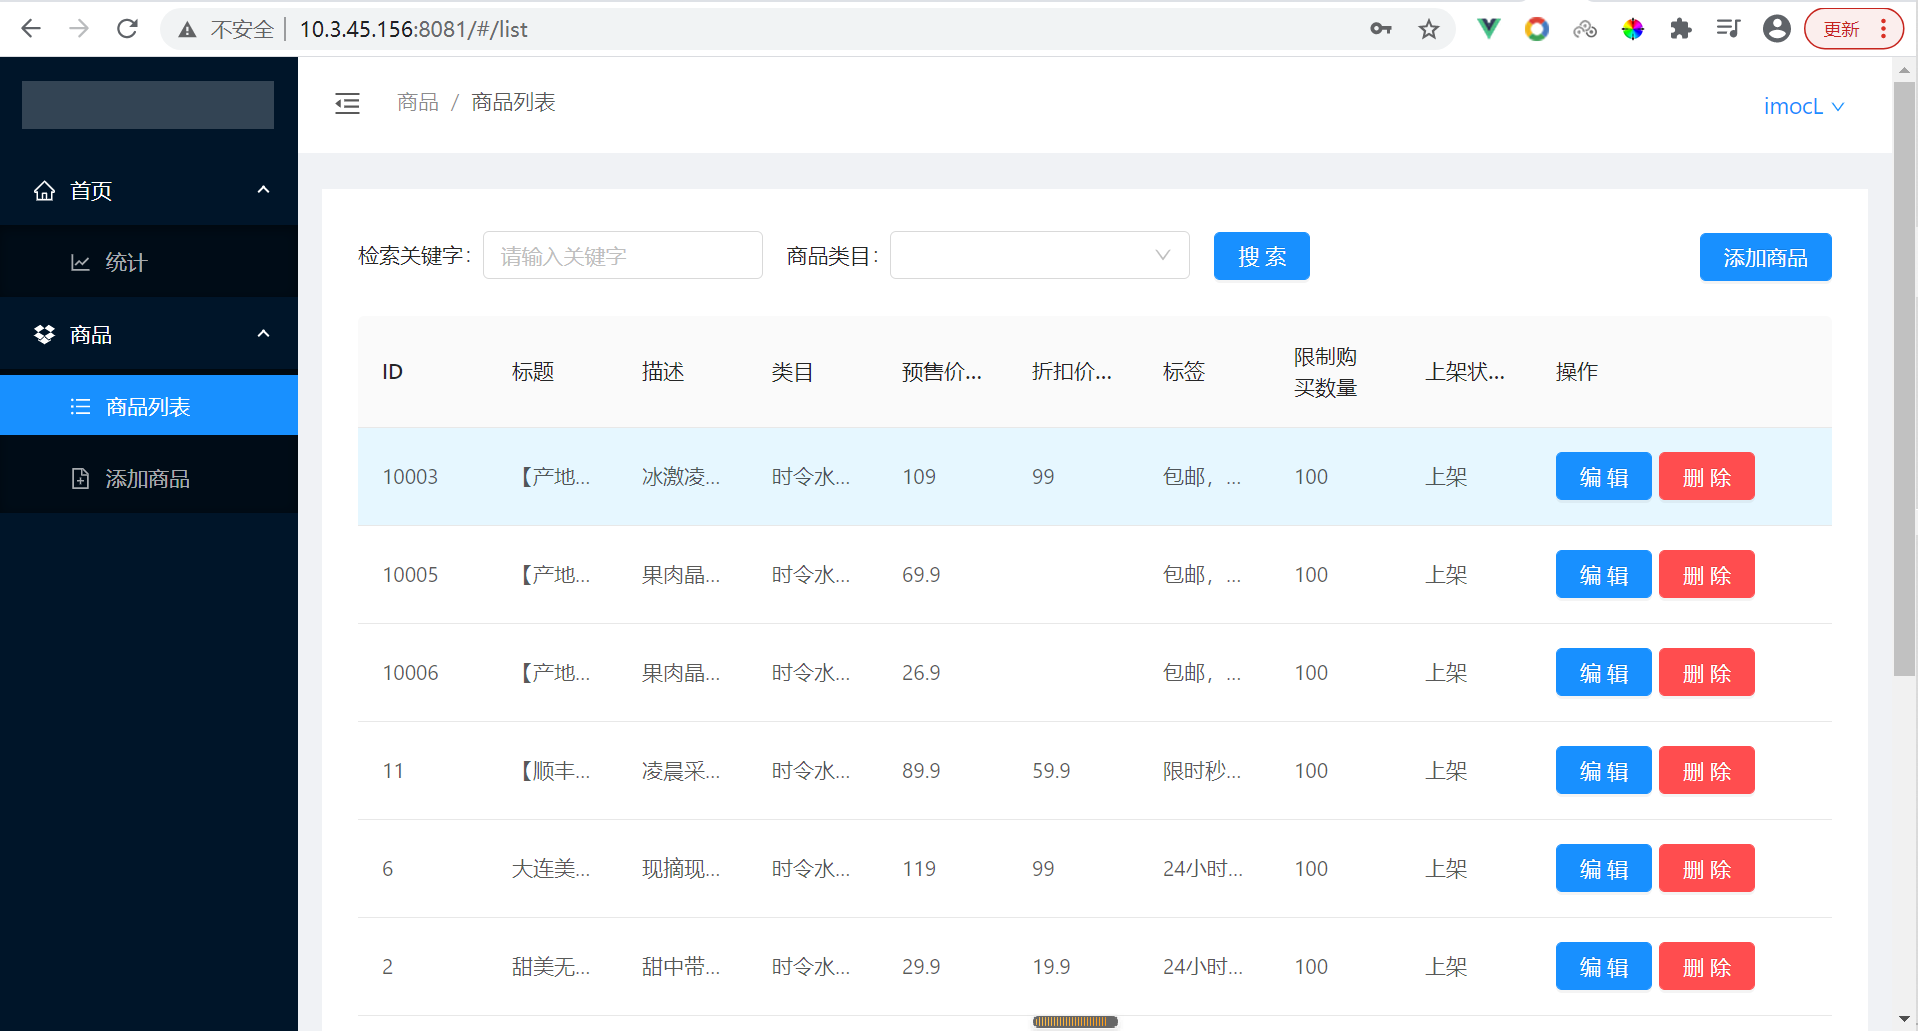 不安全 10.3.45.156:8081/#/list 更新
商品 / 商品列表
imocL
首页
统计
商品
商品列表
添加商品
检索关键字: 请输入关键字 商品类目: 搜 索 添加商品
ID 标题 描述 类目 预售价... 折扣价... 标签 限制购买数量 上架状... 操作
10003 【产地... 冰激凌... 时令水... 109 99 包邮，... 100 上架 编 辑 删 除
10005 【产地... 果肉晶... 时令水... 69.9 包邮，... 100 上架 编 辑 删 除
10006 【产地... 果肉晶... 时令水... 26.9 包邮，... 100 上架 编 辑 删 除
11 【顺丰... 凌晨采... 时令水... 89.9 59.9 限时秒... 100 上架 编 辑 删 除
6 大连美... 现摘现... 时令水... 119 99 24小时... 100 上架 编 辑 删 除
2 甜美无... 甜中带... 时令水... 29.9 19.9 24小时... 100 上架 编 辑 删 除